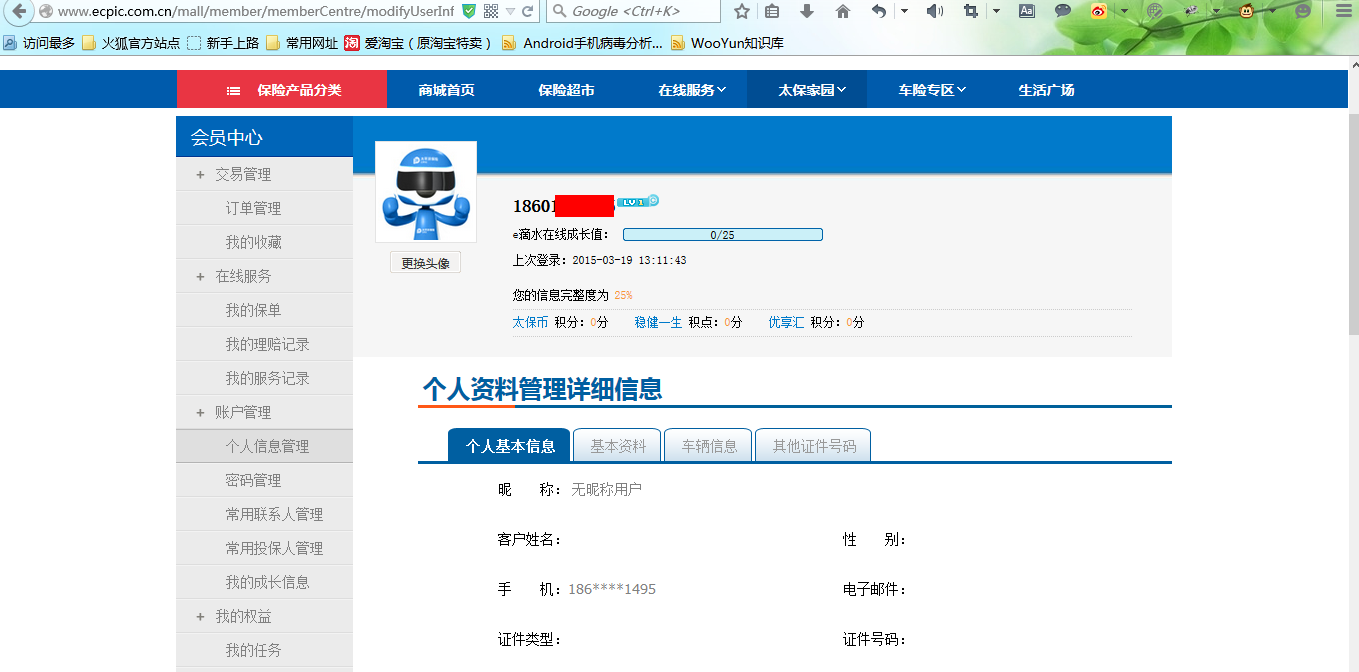 www.ecpic.com.cn/mall/member/memberCentre/modifyUserInf
Google <Ctrl+K>
访问最多 火狐官方站点 新手上路 常用网址 爱淘宝（原淘宝特卖） Android手机病毒分析... WooYun知识库
保险产品分类 商城首页 保险超市 在线服务 太保家园 车险专区 生活广场
会员中心
+ 交易管理
订单管理
我的收藏
+ 在线服务
我的保单
我的理赔记录
我的服务记录
+ 账户管理
个人信息管理
密码管理
常用联系人管理
常用投保人管理
我的成长信息
+ 我的权益
我的任务
更换头像
18601
LV 1
e滴水在线成长值： 0/25
上次登录：2015-03-19 13:11:43
您的信息完整度为 25%
太保币 积分：0分 稳健一生 积点：0分 优享汇 积分：0分
个人资料管理详细信息
个人基本信息 基本资料 车辆信息 其他证件号码
昵 称： 无昵称用户
客户姓名： 性 别：
手 机：186****1495 电子邮件：
证件类型： 证件号码：